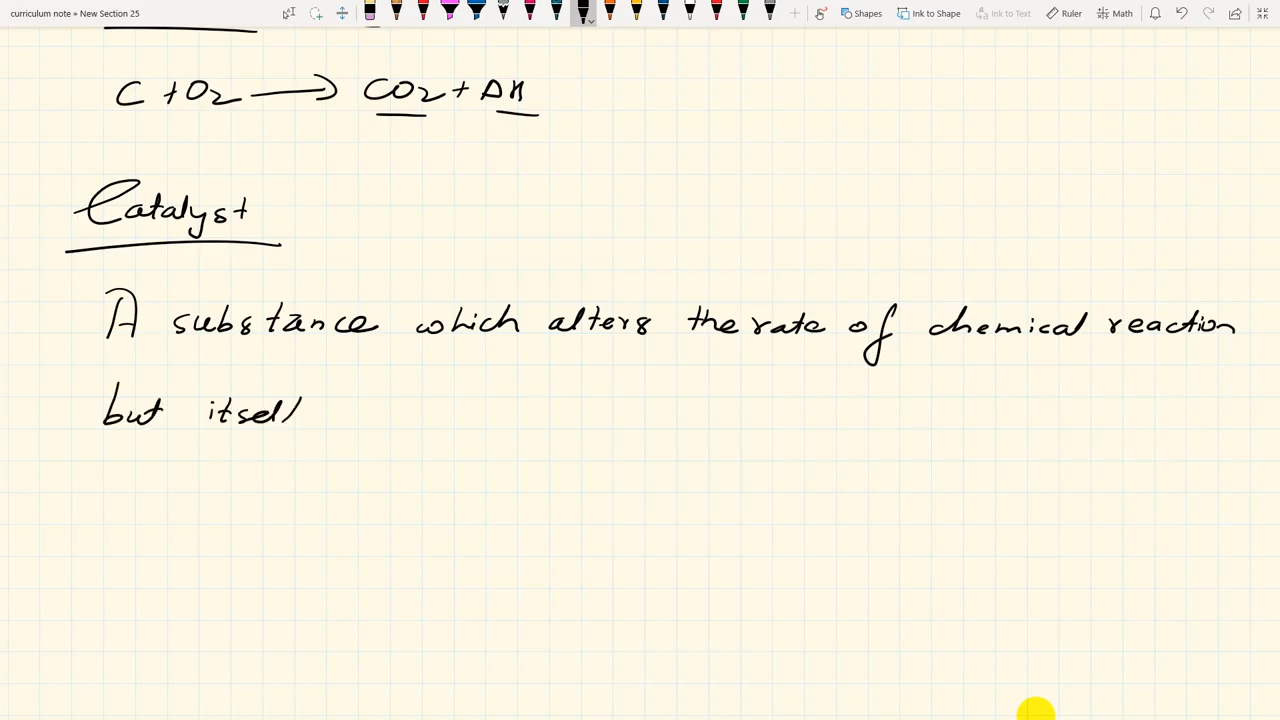 curriculum note » New Section 25
Shapes
Ink to Shape
Ink to Text
Ruler
Math
C + O2 → CO2 + ΔH
Catalyst
A substance which alters the rate of chemical reaction
but itsel